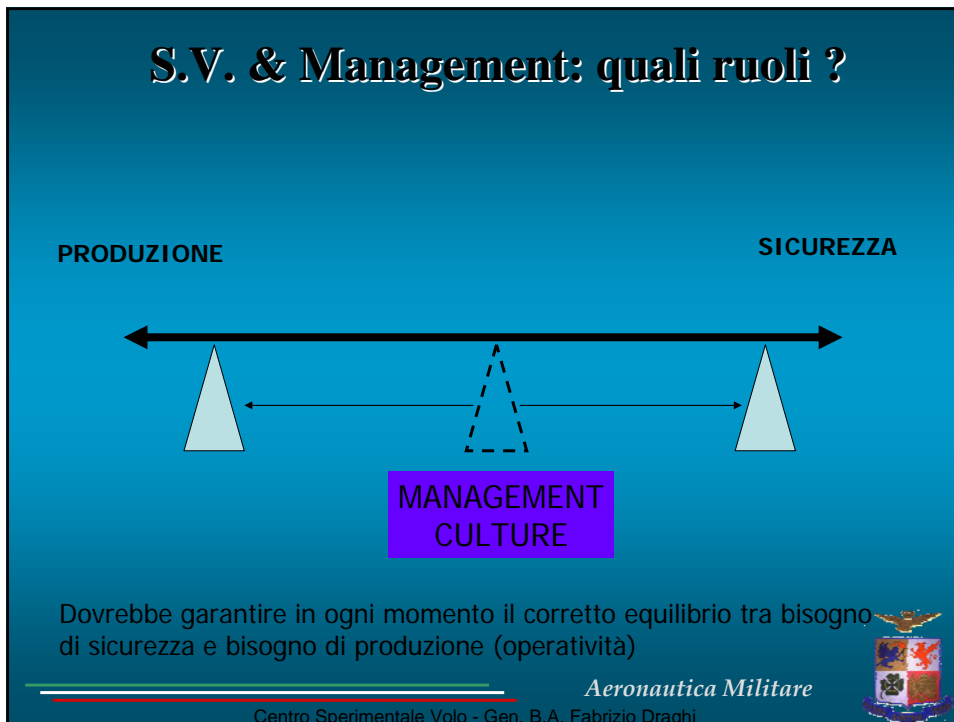 S.V. & Management: quali ruoli ?
PRODUZIONE
SICUREZZA
MANAGEMENT
CULTURE
Dovrebbe garantire in ogni momento il corretto equilibrio tra bisogno
di sicurezza e bisogno di produzione (operatività)
Aeronautica Militare
Centro Sperimentale Volo - Gen. B.A. Fabrizio Draghi